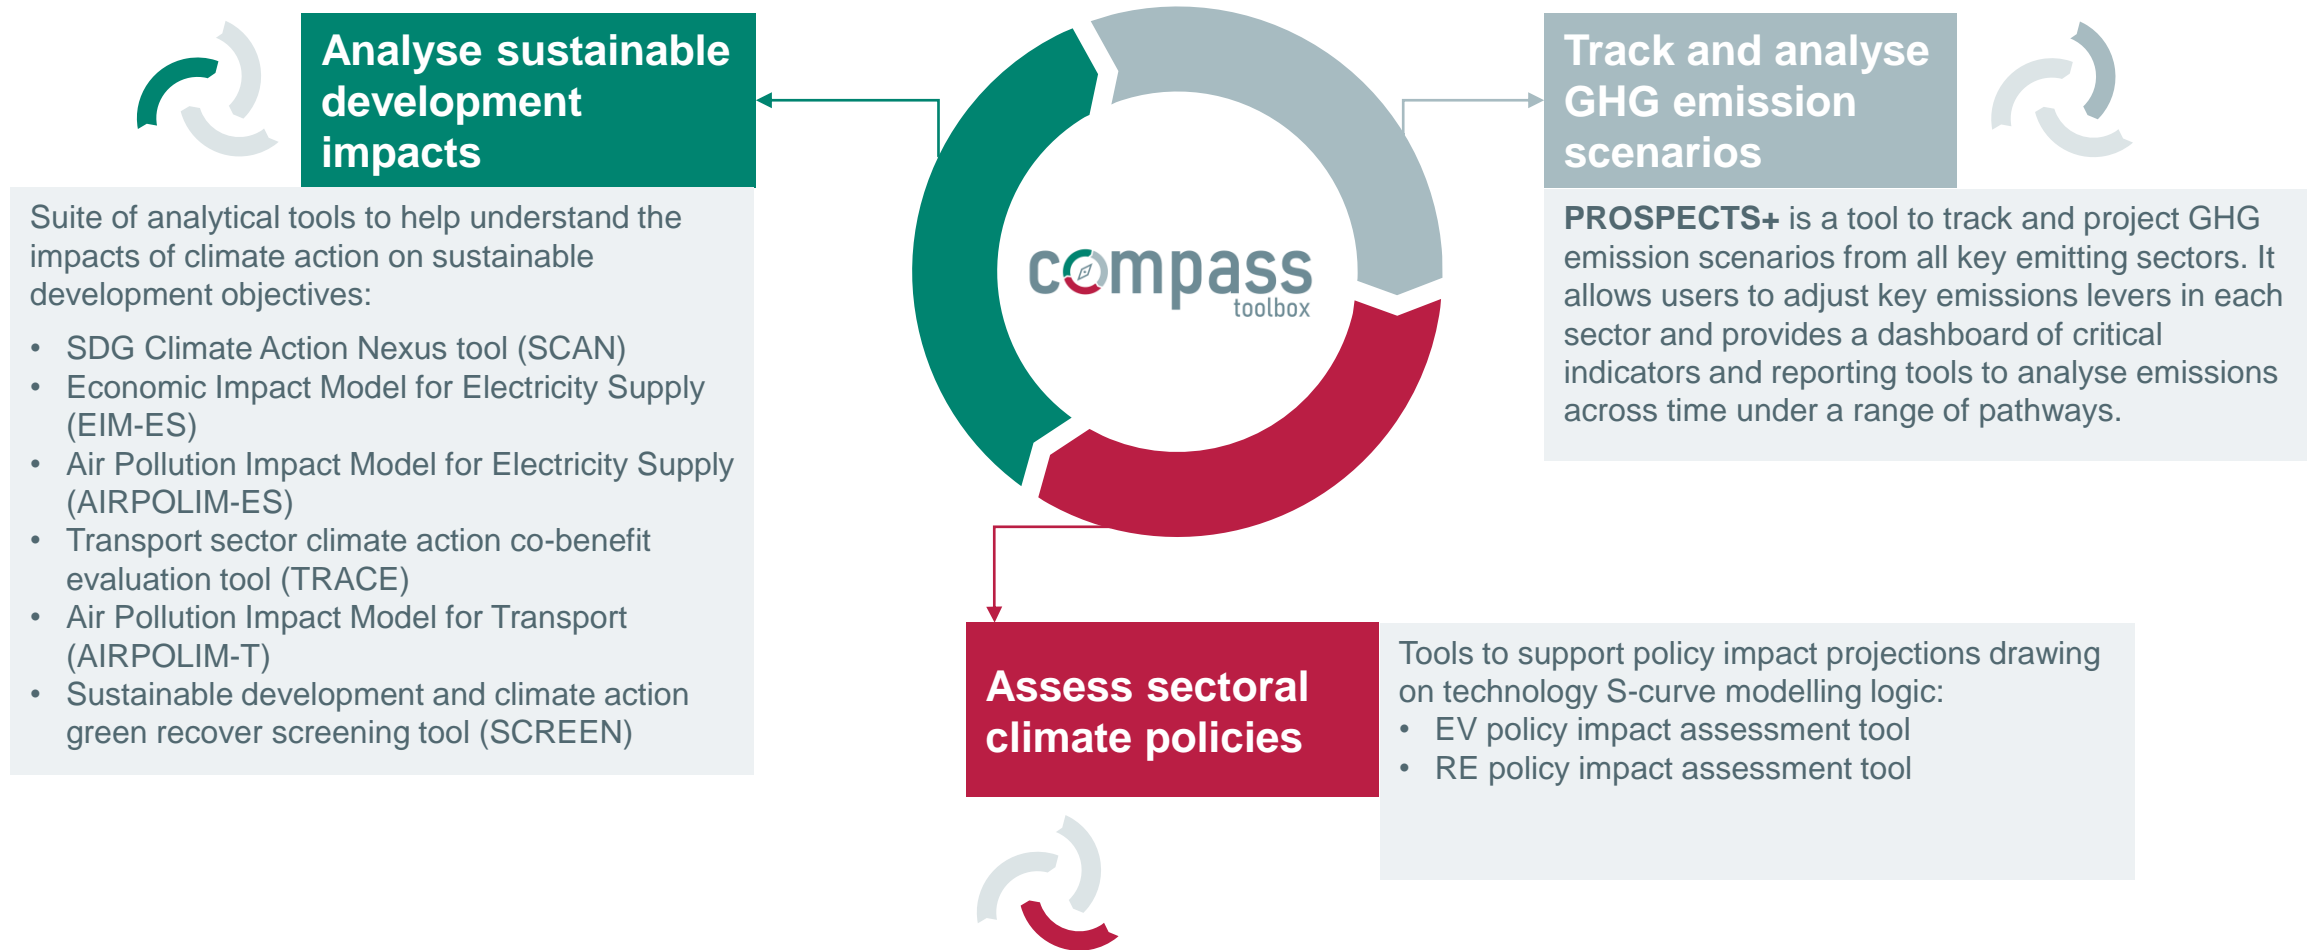 Analyse sustainable
development
impacts
Suite of analytical tools to help understand the
impacts of climate action on sustainable
development objectives:
• SDG Climate Action Nexus tool (SCAN)
• Economic Impact Model for Electricity Supply
(EIM-ES)
• Air Pollution Impact Model for Electricity Supply
(AIRPOLIM-ES)
• Transport sector climate action co-benefit
evaluation tool (TRACE)
• Air Pollution Impact Model for Transport
(AIRPOLIM-T)
• Sustainable development and climate action
green recover screening tool (SCREEN)
compass
toolbox
Track and analyse
GHG emission
scenarios
PROSPECTS+ is a tool to track and project GHG
emission scenarios from all key emitting sectors. It
allows users to adjust key emissions levers in each
sector and provides a dashboard of critical
indicators and reporting tools to analyse emissions
across time under a range of pathways.
Assess sectoral
climate policies
Tools to support policy impact projections drawing
on technology S-curve modelling logic:
• EV policy impact assessment tool
• RE policy impact assessment tool